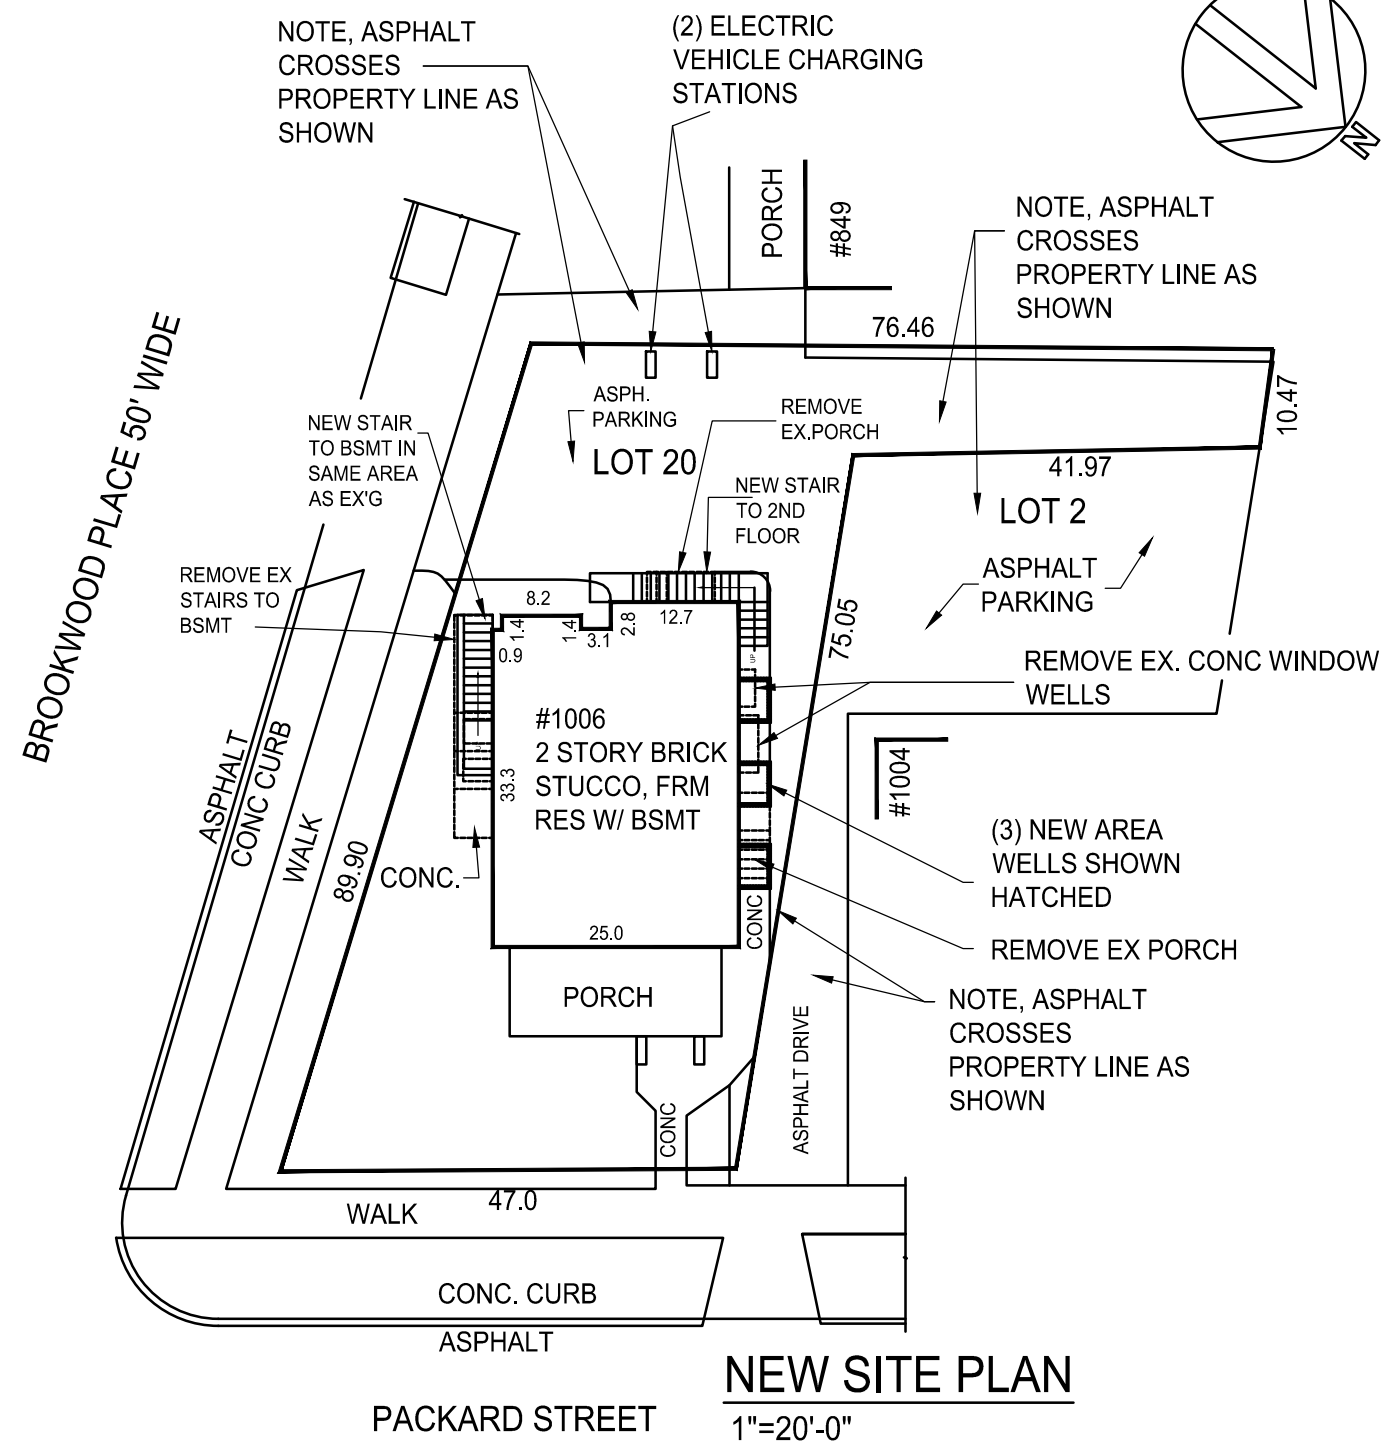 NOTE, ASPHALT
CROSSES
PROPERTY LINE AS
SHOWN
(2) ELECTRIC
VEHICLE CHARGING
STATIONS
N
PORCH
#849
NOTE, ASPHALT
CROSSES
PROPERTY LINE AS
SHOWN
76.46
10.47
BROOKWOOD PLACE 50' WIDE
ASPH.
PARKING
LOT 20
REMOVE
EX.PORCH
NEW STAIR
TO BSMT IN
SAME AREA
AS EX'G
41.97
LOT 2
NEW STAIR
TO 2ND
FLOOR
ASPHALT
PARKING
REMOVE EX
STAIRS TO
BSMT
8.2
1.4
1.4
3.1
2.8
12.7
0.9
75.05
UP
REMOVE EX. CONC WINDOW
WELLS
#1006
2 STORY BRICK
STUCCO, FRM
RES W/ BSMT
33.3
UP
#1004
ASPHALT
CONC CURB
WALK
89.90
CONC.
(3) NEW AREA
WELLS SHOWN
HATCHED
25.0
CONC
REMOVE EX PORCH
PORCH
NOTE, ASPHALT
CROSSES
PROPERTY LINE AS
SHOWN
ASPHALT DRIVE
CONC
47.0
WALK
CONC. CURB
ASPHALT
NEW SITE PLAN
PACKARD STREET
1"=20'-0"